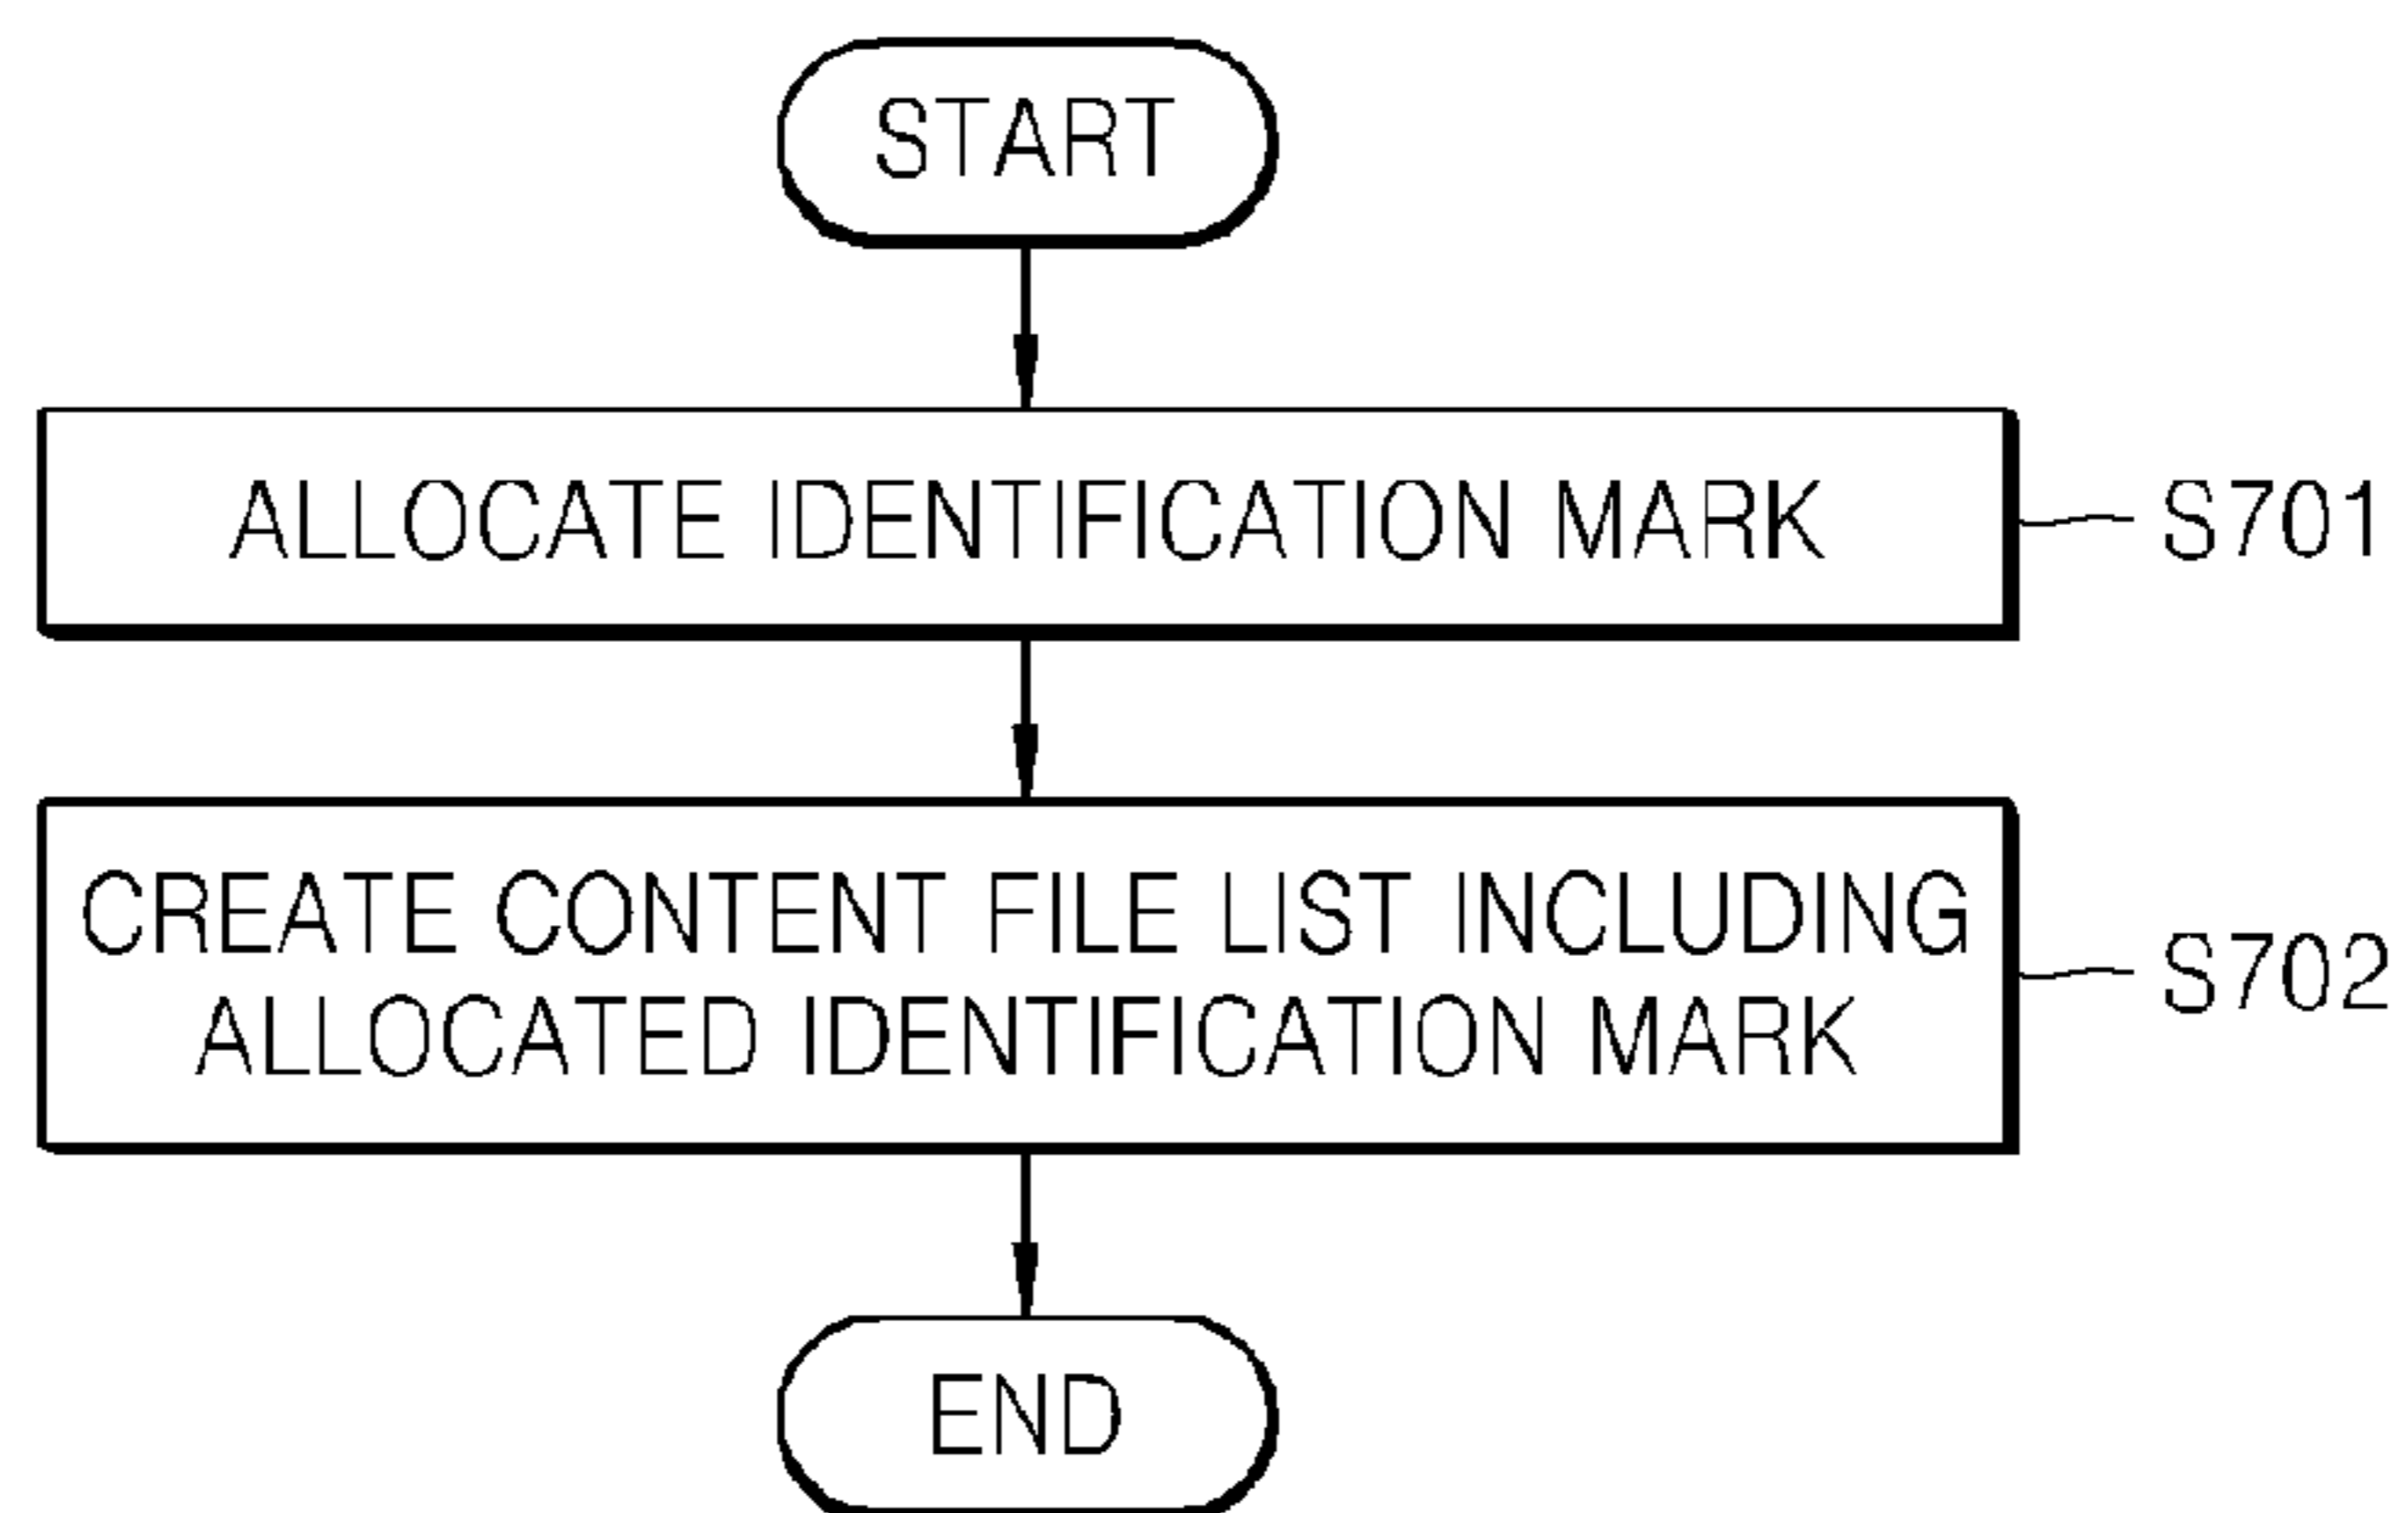 START
ALLOCATE IDENTIFICATION MARK
S701
CREATE CONTENT FILE LIST INCLUDING
ALLOCATED IDENTIFICATION MARK
S702
END